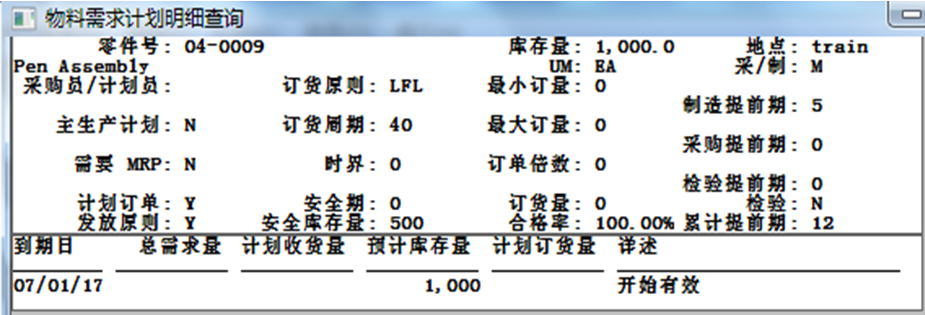 物料需求计划明细查询
零件号: 04-0009 库存量: 1,000.0 地点: train
Pen Assembly UM: EA 采/制: M
采购员/计划员: 订货原则: LFL 最小订量: 0
制造提前期: 5
主生产计划: N 订货周期: 40 最大订量: 0
采购提前期: 0
需要 MRP: N 时界: 0 订单倍数: 0
检验提前期: 0
计划订单: Y 安全期: 0 订货量: 0 检验: N
发放原则: Y 安全库存量: 500 合格率: 100.00% 累计提前期: 12
到期日 总需求量 计划收货量 预计库存量 计划订货量 详述
07/01/17 1,000 开始有效